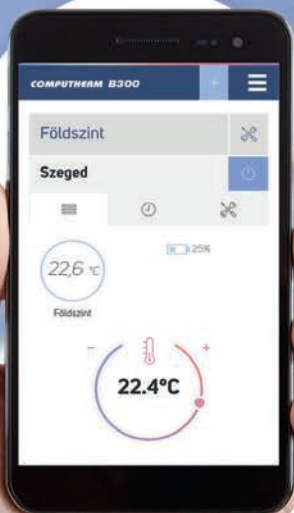 COMPUTHERM B300 +
Földszint
Szeged
25%
22,6 °C
Földszint
- +
22.4°C